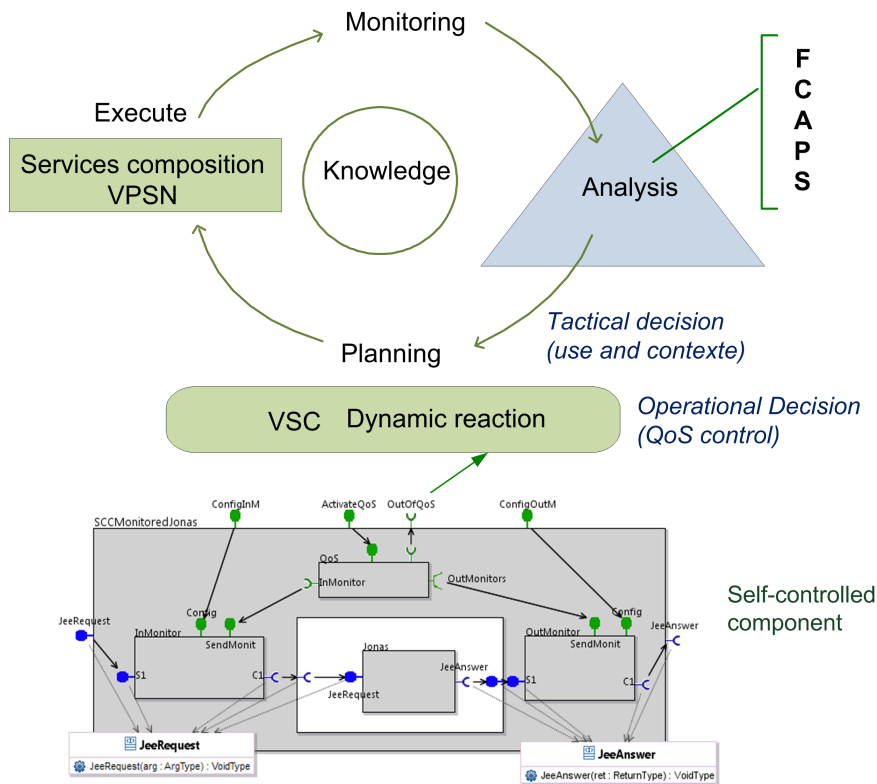 Monitoring
F
C
A
P
S
Execute
Services composition
VPSN
Knowledge
Analysis
Tactical decision
(use and contexte)
Planning
VSC Dynamic reaction
Operational Decision
(QoS control)
ConfigInM
ActivateQoS
OutOfQoS
ConfigOutM
SCCMonitoredJonas
QoS
InMonitor
OutMonitors
Self-controlled
component
JeeRequest
Config
InMonitor
SendMonit
S1
C1
JeeRequest
Jonas
JeeAnswer
Config
OutMonitor
SendMonit
S1
C1
JeeAnswer
JeeRequest
JeeRequest(arg : ArgType) : VoidType
JeeAnswer
JeeAnswer(ret : ReturnType) : VoidType